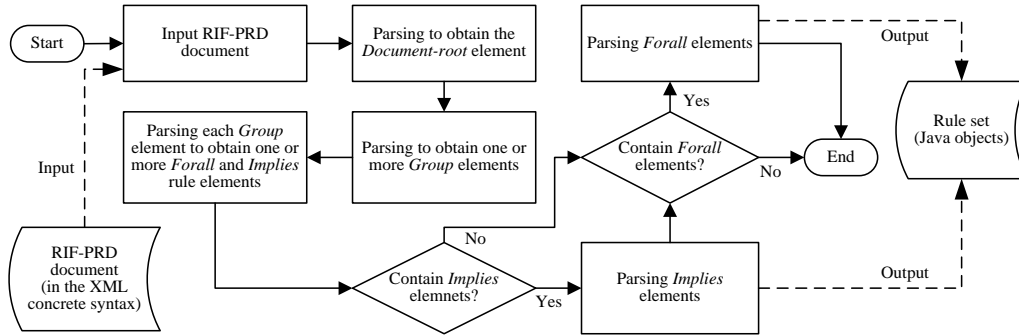 Start
Input RIF-PRD
document
Parsing to obtain the
Document-root
element
Parsing Forall elements
Output
Yes
Rule set
(Java objects)
Parsing each Group
element to obtain one or
more Forall and Implies
rule elements
Parsing to obtain one or
more Group elements
Contain Forall
elements?
No
End
Input
RIF-PRD
document
(in the XML
concrete syntax)
No
Contain Implies
elemnets?
Yes
Parsing Implies
elements
Output